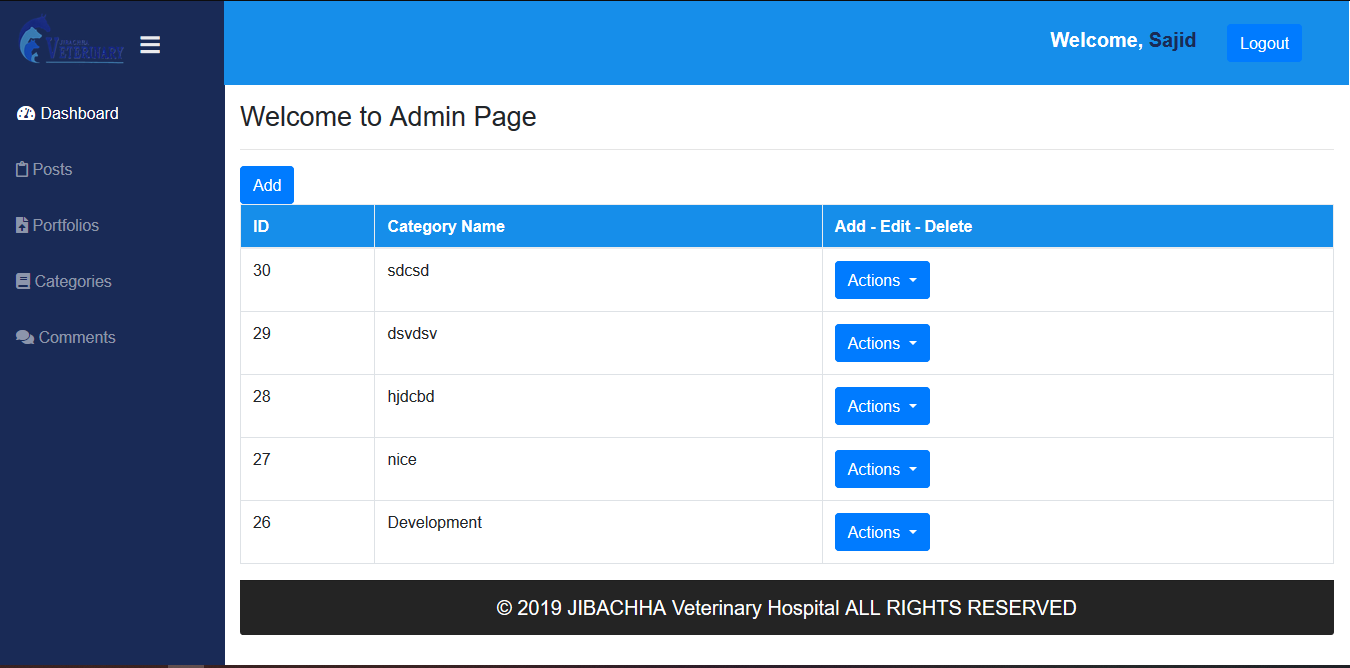 VETERINARY
Welcome, Sajid
Logout
Dashboard
Posts
Portfolios
Categories
Comments
Welcome to Admin Page
Add
ID Category Name Add - Edit - Delete
30 sdcsd Actions
29 dsvdsv Actions
28 hjdcbd Actions
27 nice Actions
26 Development Actions
© 2019 JIBACHHA Veterinary Hospital ALL RIGHTS RESERVED